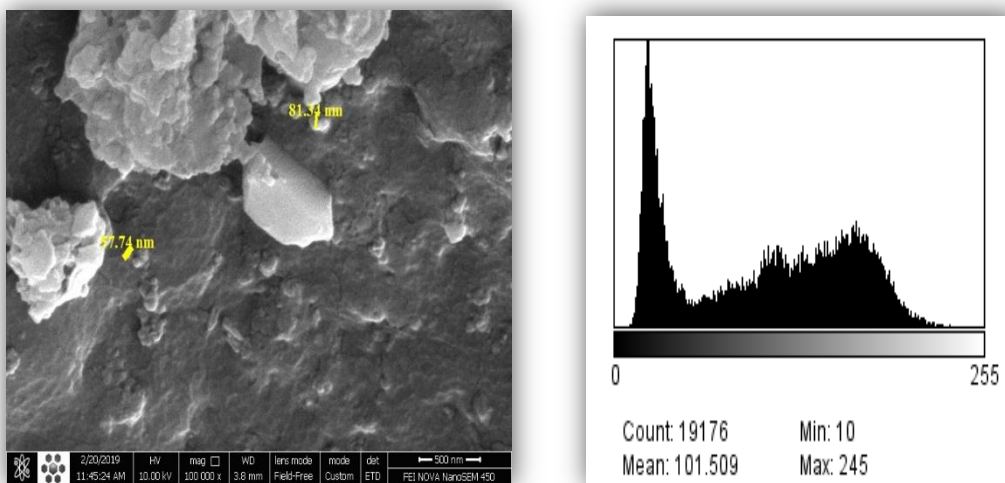 81.34 nm
57.74 nm
2/20/2019 HV mag □ WD lens mode mode det ⊢ 500 nm ⊣
11:45:24 AM 10.00 kV 100 000 x 3.8 mm Field-Free Custom ETD FEI NOVA NanoSEM 450
0 255
Count: 19176 Min: 10
Mean: 101.509 Max: 245